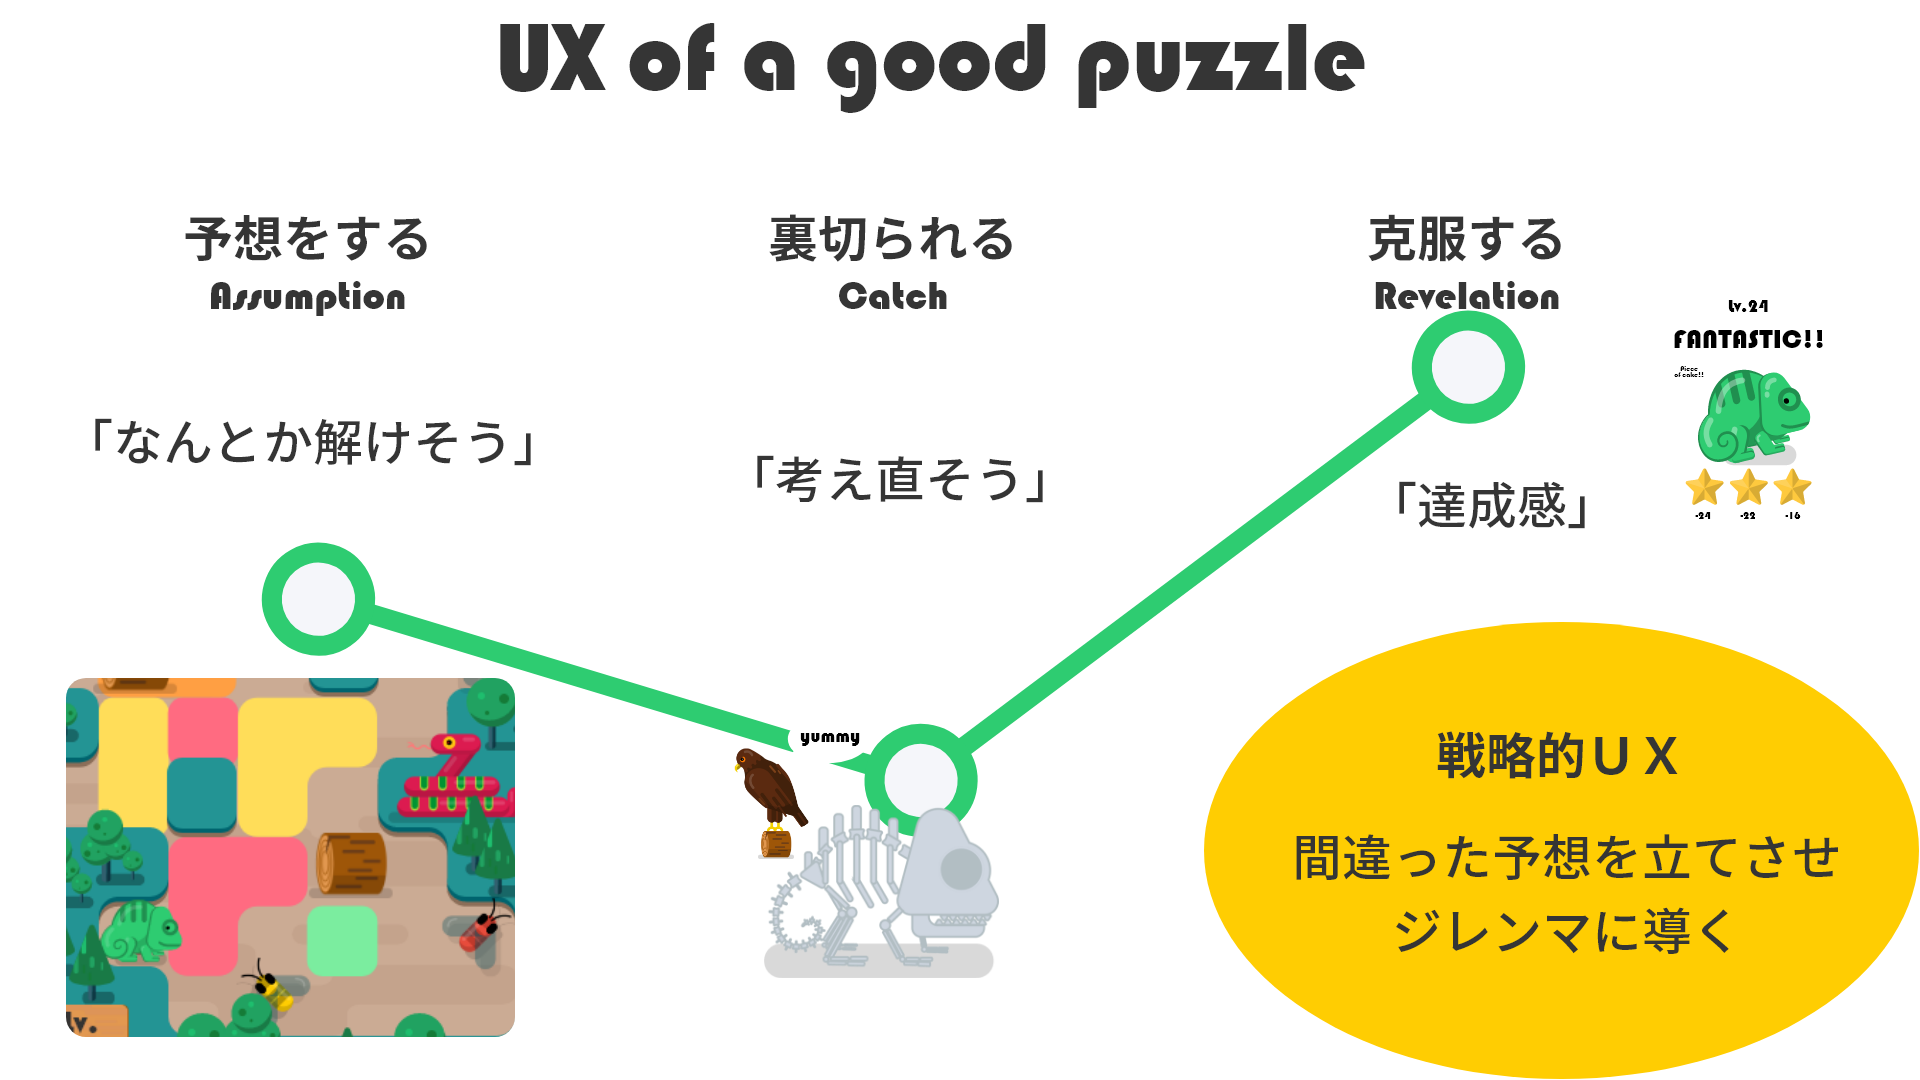 UX of a good puzzle
予想をする
Assumption
「なんとか解けそう」
裏切られる
Catch
「考え直そう」
克服する
Revelation
「達成感」
Lv.24
FANTASTIC!!
Piece
of cake!!
-24 -22 -16
yummy
lv.
戦略的UX
間違った予想を立てさせ
ジレンマに導く